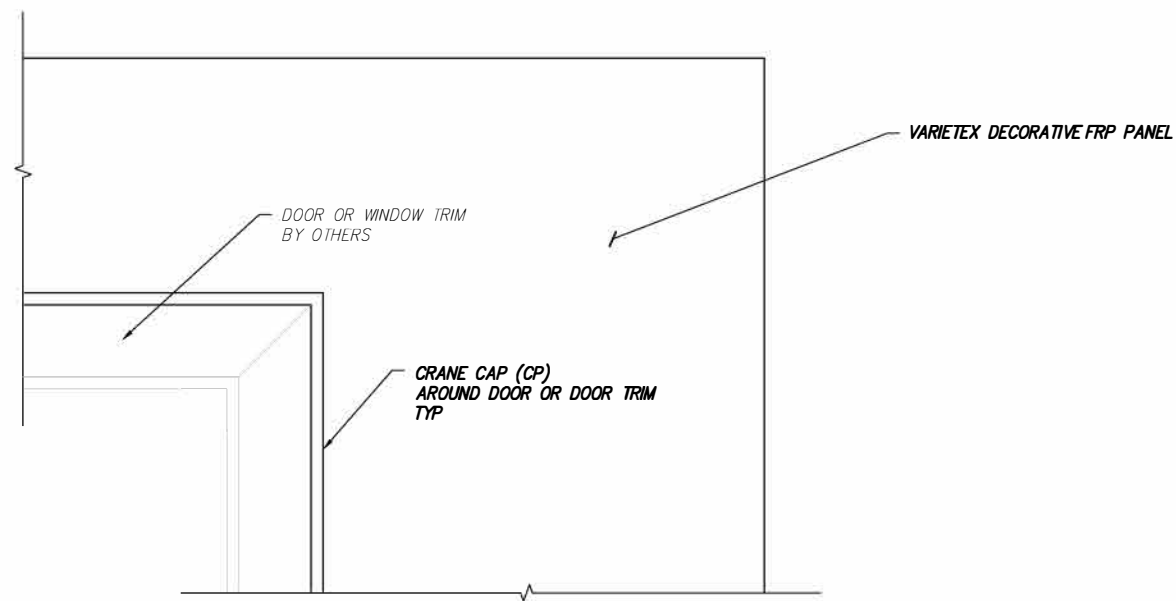 VARIETEX DECORATIVE FRP PANEL
DOOR OR WINDOW TRIM
BY OTHERS
CRANE CAP (CP)
AROUND DOOR OR DOOR TRIM
TYP